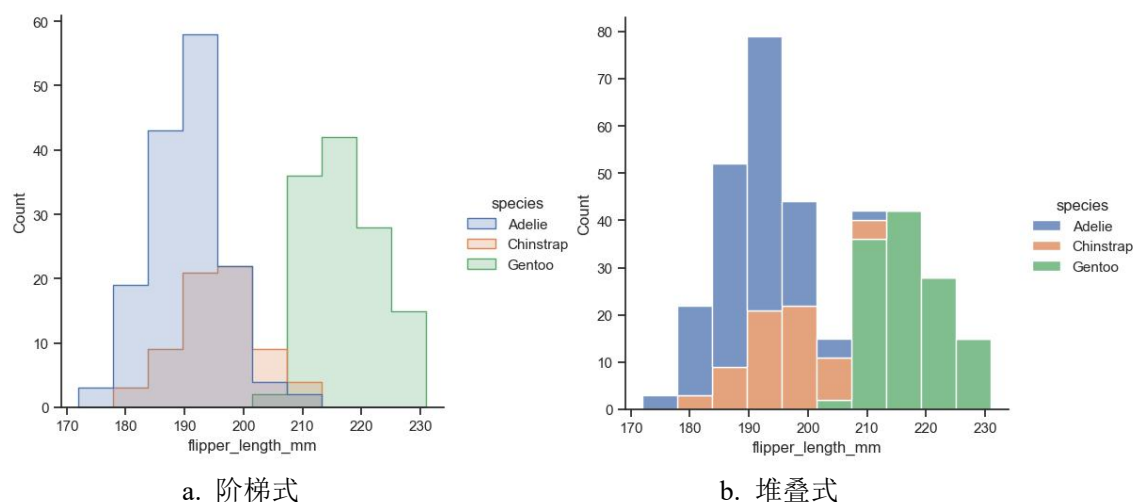 60
50
40
30
20
10
0
Count
170 180 190 200 210 220 230
flipper_length_mm
species
Adelie
Chinstrap
Gentoo
a. 阶梯式
80
70
60
50
40
30
20
10
0
Count
170 180 190 200 210 220 230
flipper_length_mm
species
Adelie
Chinstrap
Gentoo
b. 堆叠式